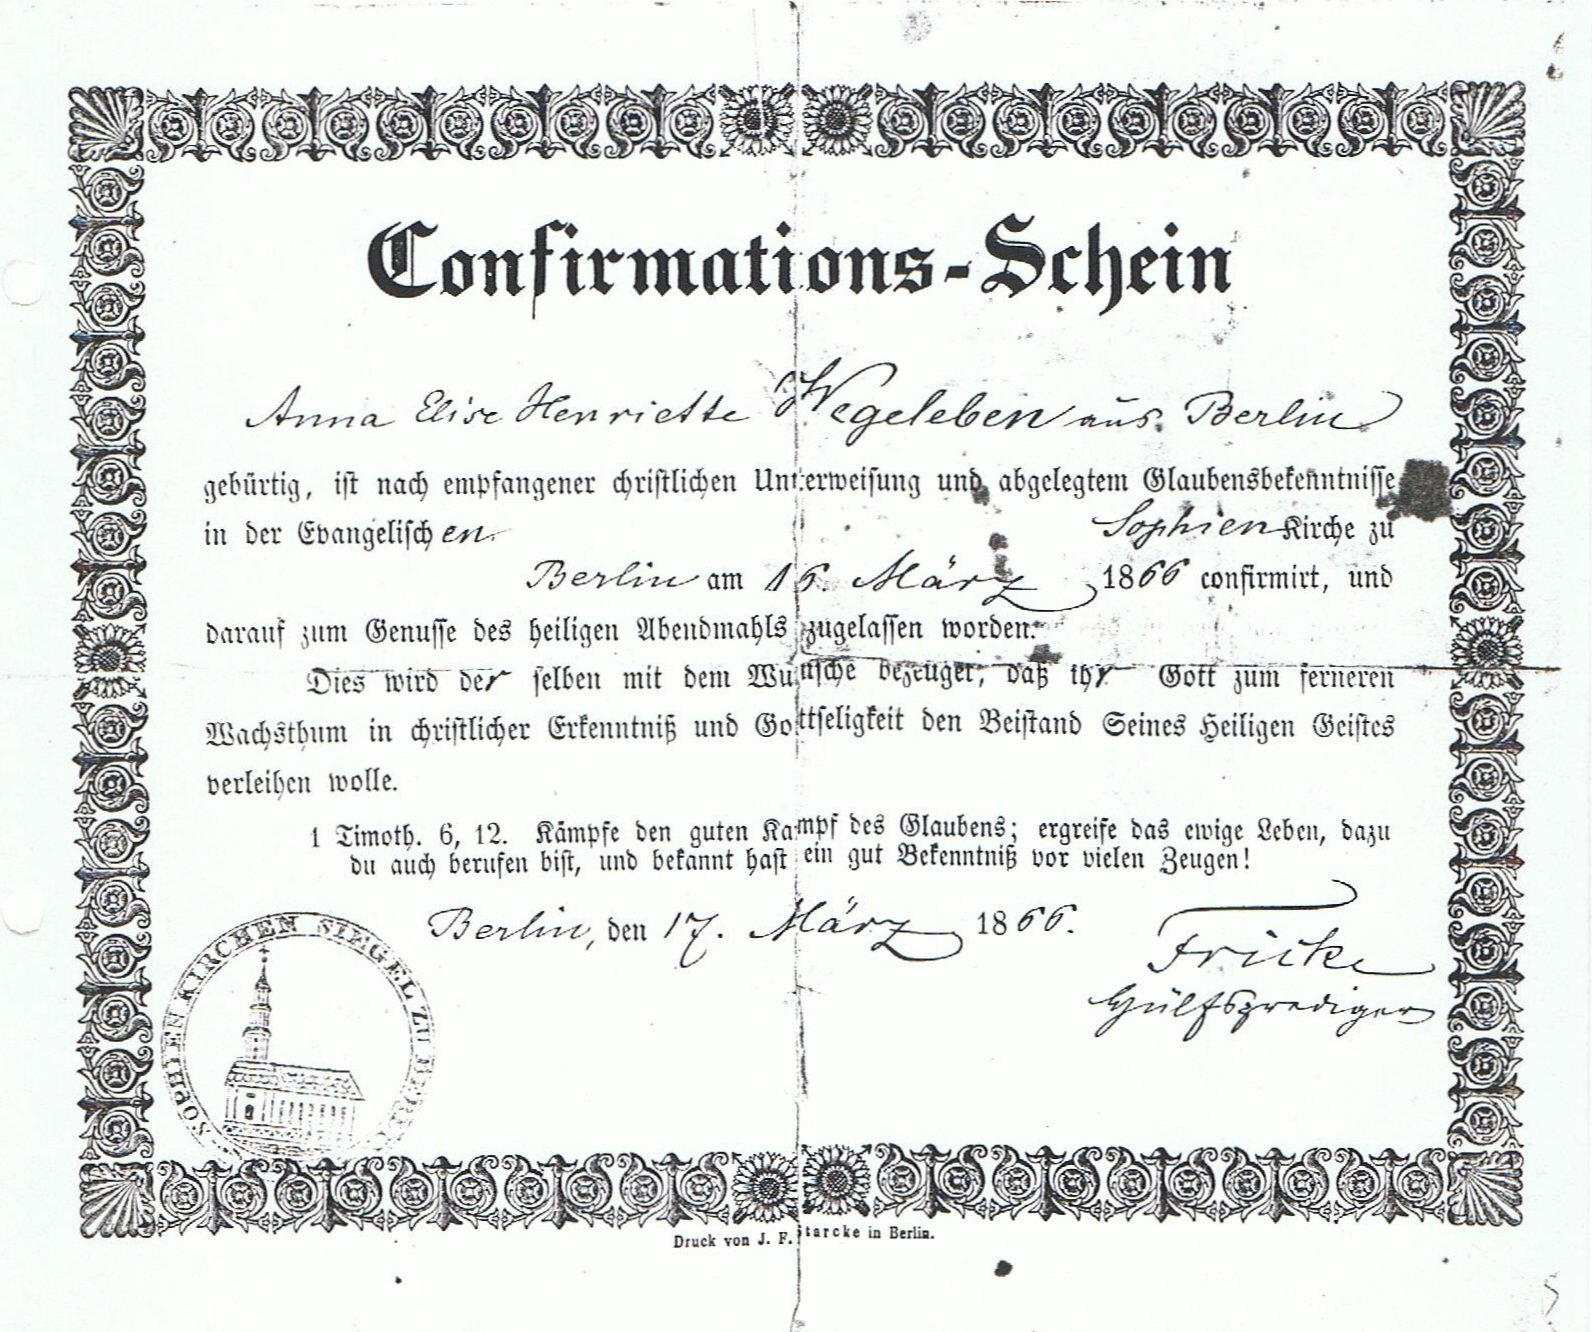 Confirmations-Schein
Anna Elise Henriette Wegeleben aus Berlin
gebürtig, ist nach empfangener christlichen Unterweisung und abgelegtem Glaubensbekenntnisse
in der Evangelischen Sophien Kirche zu
Berlin am 16. März 1866 confirmirt, und
darauf zum Genusse des heiligen Abendmahls zugelassen worden.
Dies wird der selben mit dem Wunsche bezeuget, daß ihr Gott zum ferneren
Wachsthum in christlicher Erkenntniß und Gottseligkeit den Beistand Seines Heiligen Geistes
verleihen wolle.
1 Timoth. 6, 12. Kämpfe den guten Kampf des Glaubens; ergreife das ewige Leben, dazu
du auch berufen bist, und bekannt hast ein gut Bekenntniß vor vielen Zeugen!
Berlin, den 17. März 1866.
Fricke
Hülfsprediger
SOPHIEN KIRCHEN SIEGEL ZU BERLIN
Druck von J. F. Starcke in Berlin.